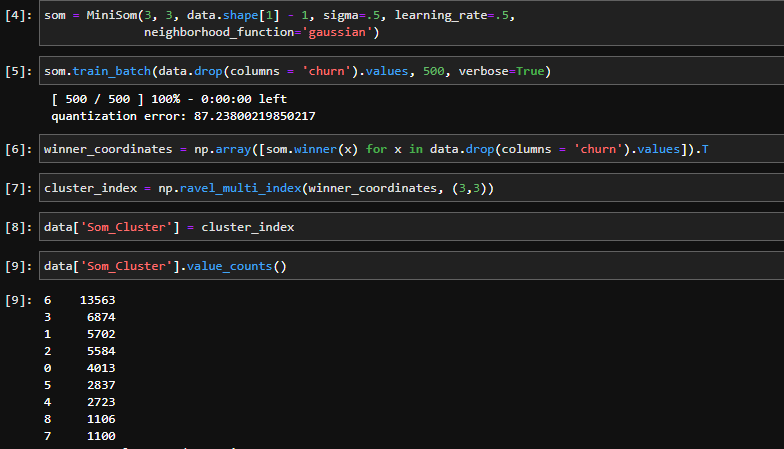 [4]: som = MiniSom(3, 3, data.shape[1] - 1, sigma=.5, learning_rate=.5,
neighborhood_function='gaussian')
[5]: som.train_batch(data.drop(columns = 'churn').values, 500, verbose=True)
[ 500 / 500 ] 100% - 0:00:00 left
quantization error: 87.23800219850217
[6]: winner_coordinates = np.array([som.winner(x) for x in data.drop(columns = 'churn').values]).T
[7]: cluster_index = np.ravel_multi_index(winner_coordinates, (3,3))
[8]: data['Som_Cluster'] = cluster_index
[9]: data['Som_Cluster'].value_counts()
[9]: 6 13563
3 6874
1 5702
2 5584
0 4013
5 2837
4 2723
8 1106
7 1100